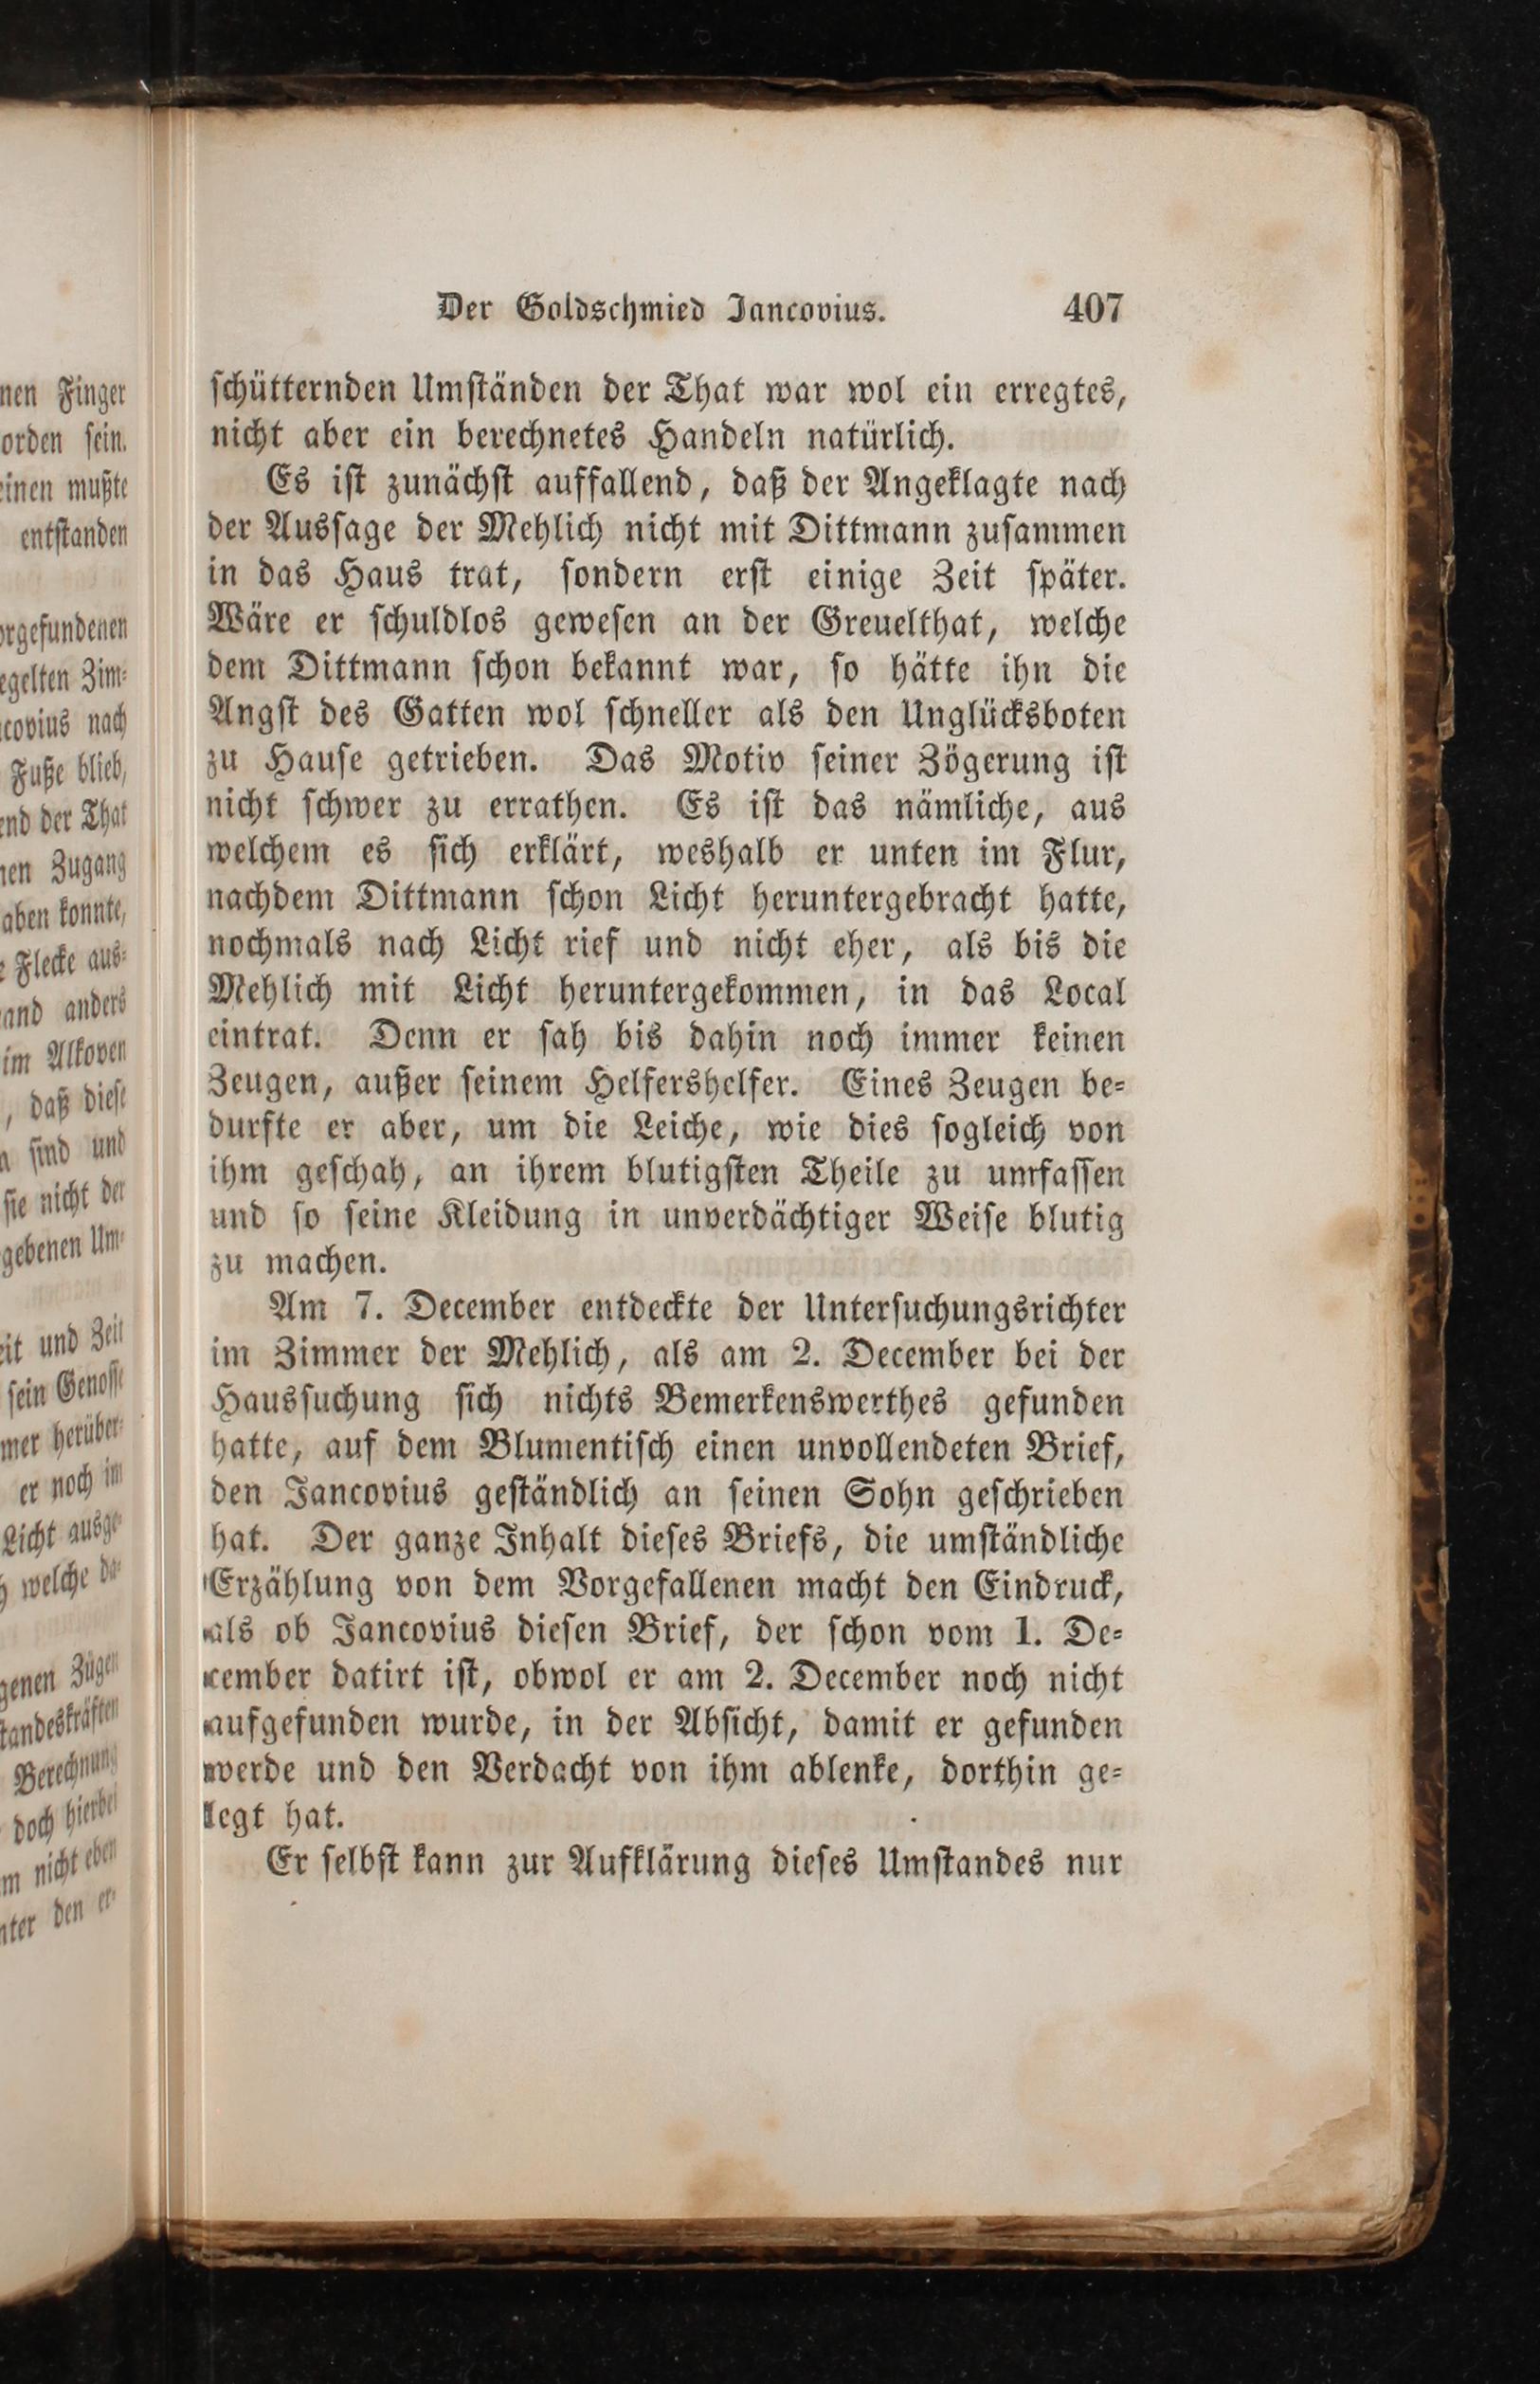 Der Goldschmied Jancovius. 407
schütternden Umständen der That war wol ein erregtes,
nicht aber ein berechnetes Handeln natürlich.
Es ist zunächst auffallend, daß der Angeklagte nach
der Aussage der Mehlich nicht mit Dittmann zusammen
in das Haus trat, sondern erst einige Zeit später.
Wäre er schuldlos gewesen an der Greuelthat, welche
dem Dittmann schon bekannt war, so hätte ihn die
Angst des Gatten wol schneller als den Unglücksboten
zu Hause getrieben. Das Motiv seiner Zögerung ist
nicht schwer zu errathen. Es ist das nämliche, aus
welchem es sich erklärt, weshalb er unten im Flur,
nachdem Dittmann schon Licht heruntergebracht hatte,
nochmals nach Licht rief und nicht eher, als bis die
Mehlich mit Licht heruntergekommen, in das Local
eintrat. Denn er sah bis dahin noch immer keinen
Zeugen, außer seinem Helfershelfer. Eines Zeugen be-
durfte er aber, um die Leiche, wie dies sogleich von
ihm geschah, an ihrem blutigsten Theile zu umfassen
und so seine Kleidung in unverdächtiger Weise blutig
zu machen.
Am 7. December entdeckte der Untersuchungsrichter
im Zimmer der Mehlich, als am 2. December bei der
Haussuchung sich nichts Bemerkenswerthes gefunden
hatte, auf dem Blumentisch einen unvollendeten Brief,
den Jancovius geständlich an seinen Sohn geschrieben
hat. Der ganze Inhalt dieses Briefs, die umständliche
Erzählung von dem Vorgefallenen macht den Eindruck,
als ob Jancovius diesen Brief, der schon vom 1. De-
cember datirt ist, obwol er am 2. December noch nicht
aufgefunden wurde, in der Absicht, damit er gefunden
werde und den Verdacht von ihm ablenke, dorthin ge-
legt hat.
Er selbst kann zur Aufklärung dieses Umstandes nur